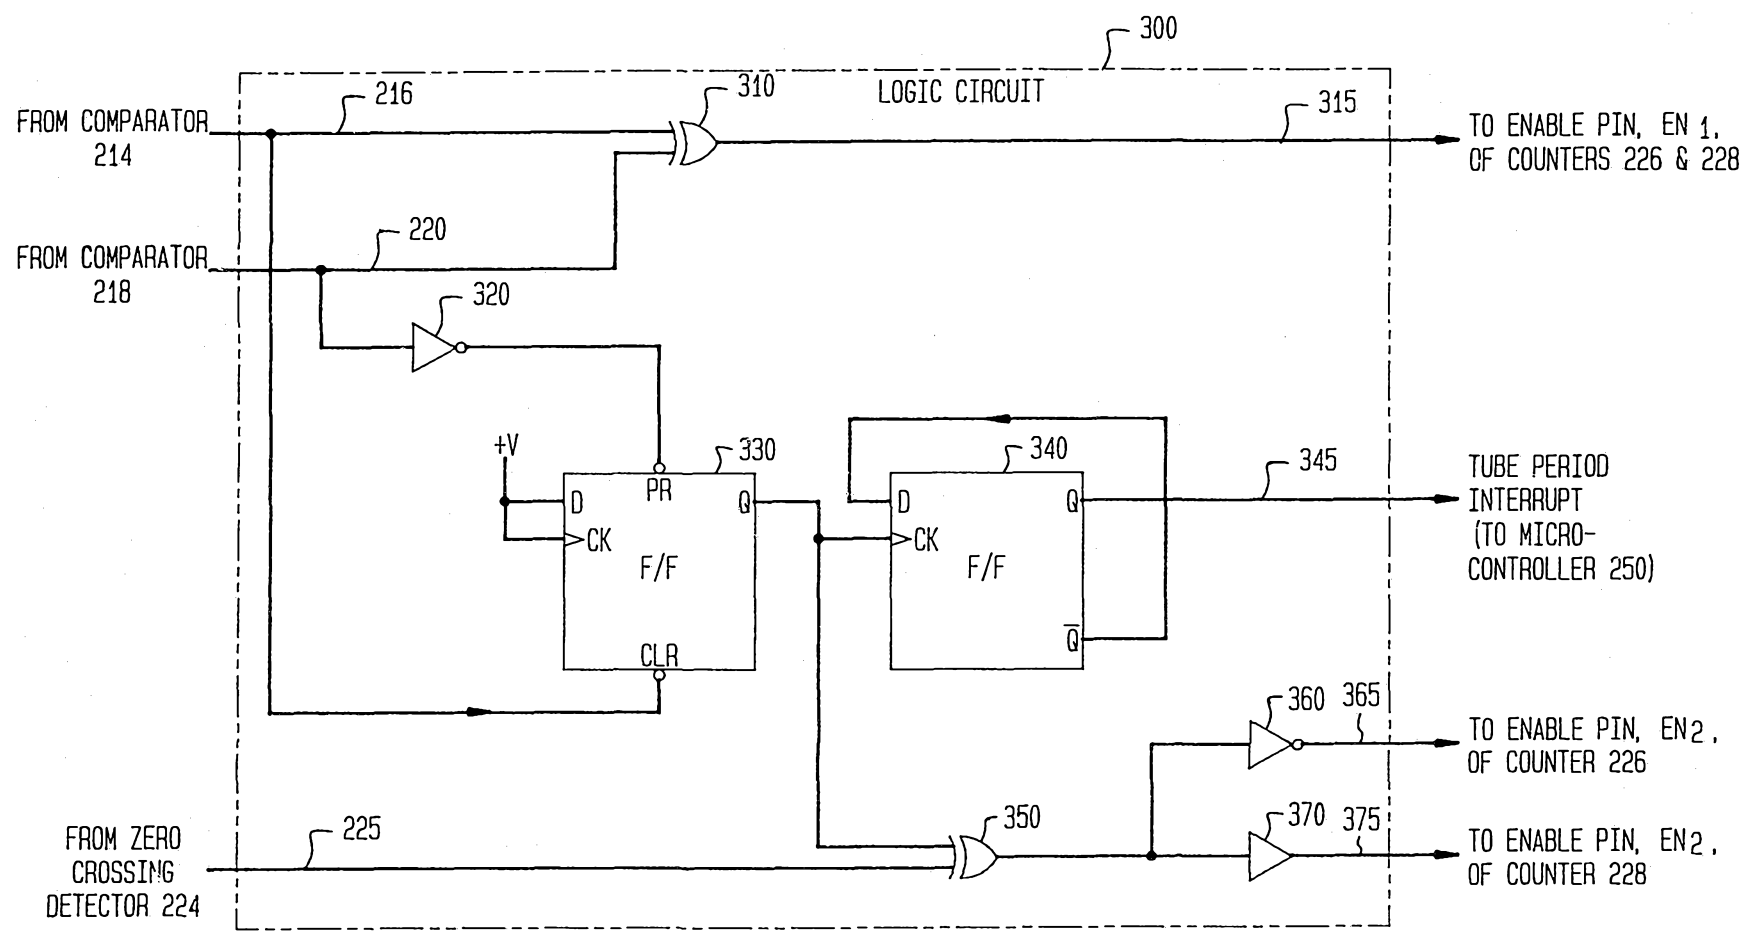 300
LOGIC CIRCUIT
FROM COMPARATOR
214
216
310
315
TO ENABLE PIN, EN 1,
OF COUNTERS 226 & 228
FROM COMPARATOR
218
220
320
+V
330
D
PR
Q
CK
F/F
CLR
340
D
Q
CK
F/F
Q̅
345
TUBE PERIOD
INTERRUPT
(TO MICRO-
CONTROLLER 250)
360
365
TO ENABLE PIN, EN2,
OF COUNTER 226
FROM ZERO
CROSSING
DETECTOR 224
225
350
370
375
TO ENABLE PIN, EN2,
OF COUNTER 228